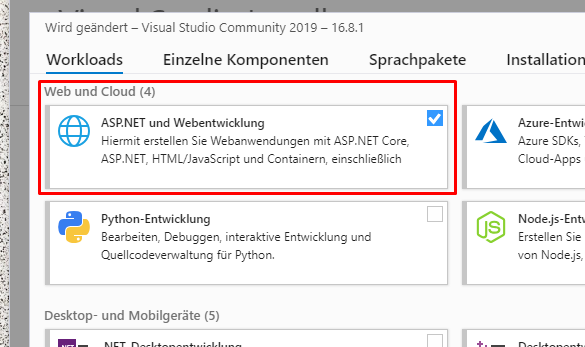 Wird geändert – Visual Studio Community 2019 – 16.8.1
Workloads Einzelne Komponenten Sprachpakete Installation
Web und Cloud (4)
ASP.NET und Webentwicklung
Hiermit erstellen Sie Webanwendungen mit ASP.NET Core,
ASP.NET, HTML/JavaScript und Containern, einschließlich
Azure-Entwi
Azure SDKs,
Cloud-Apps
Python-Entwicklung
Bearbeiten, Debuggen, interaktive Entwicklung und
Quellcodeverwaltung für Python.
Node.js-Entw
Erstellen Sie
von Node.js,
Desktop- und Mobilgeräte (5)
.NET-Desktopentwicklung